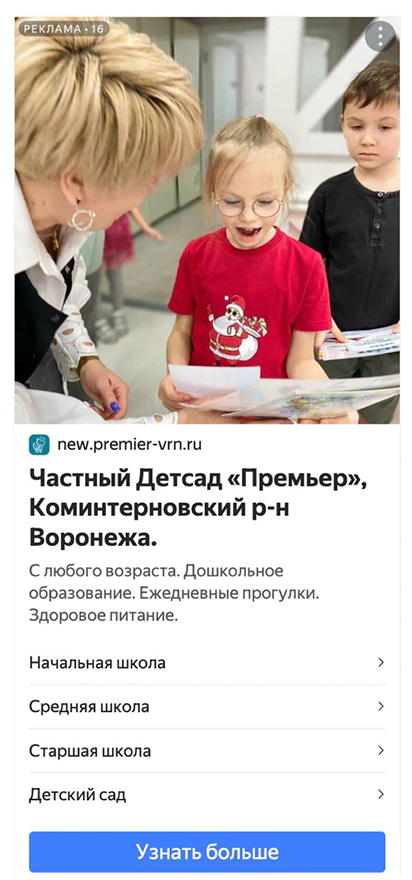 РЕКЛАМА • 16
new.premier-vrn.ru
Частный Детсад «Премьер»,
Коминтерновский р-н
Воронежа.
С любого возраста. Дошкольное
образование. Ежедневные прогулки.
Здоровое питание.
Начальная школа
Средняя школа
Старшая школа
Детский сад
Узнать больше